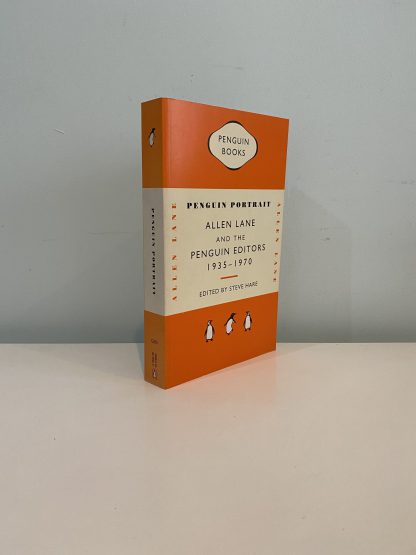 PENGUIN
BOOKS
PENGUIN PORTRAIT
ALLEN LANE
AND THE
PENGUIN EDITORS
1935–1970
EDITED BY STEVE HARE
ALLEN LANE
ALLEN LANE
PENGUIN PORTRAIT